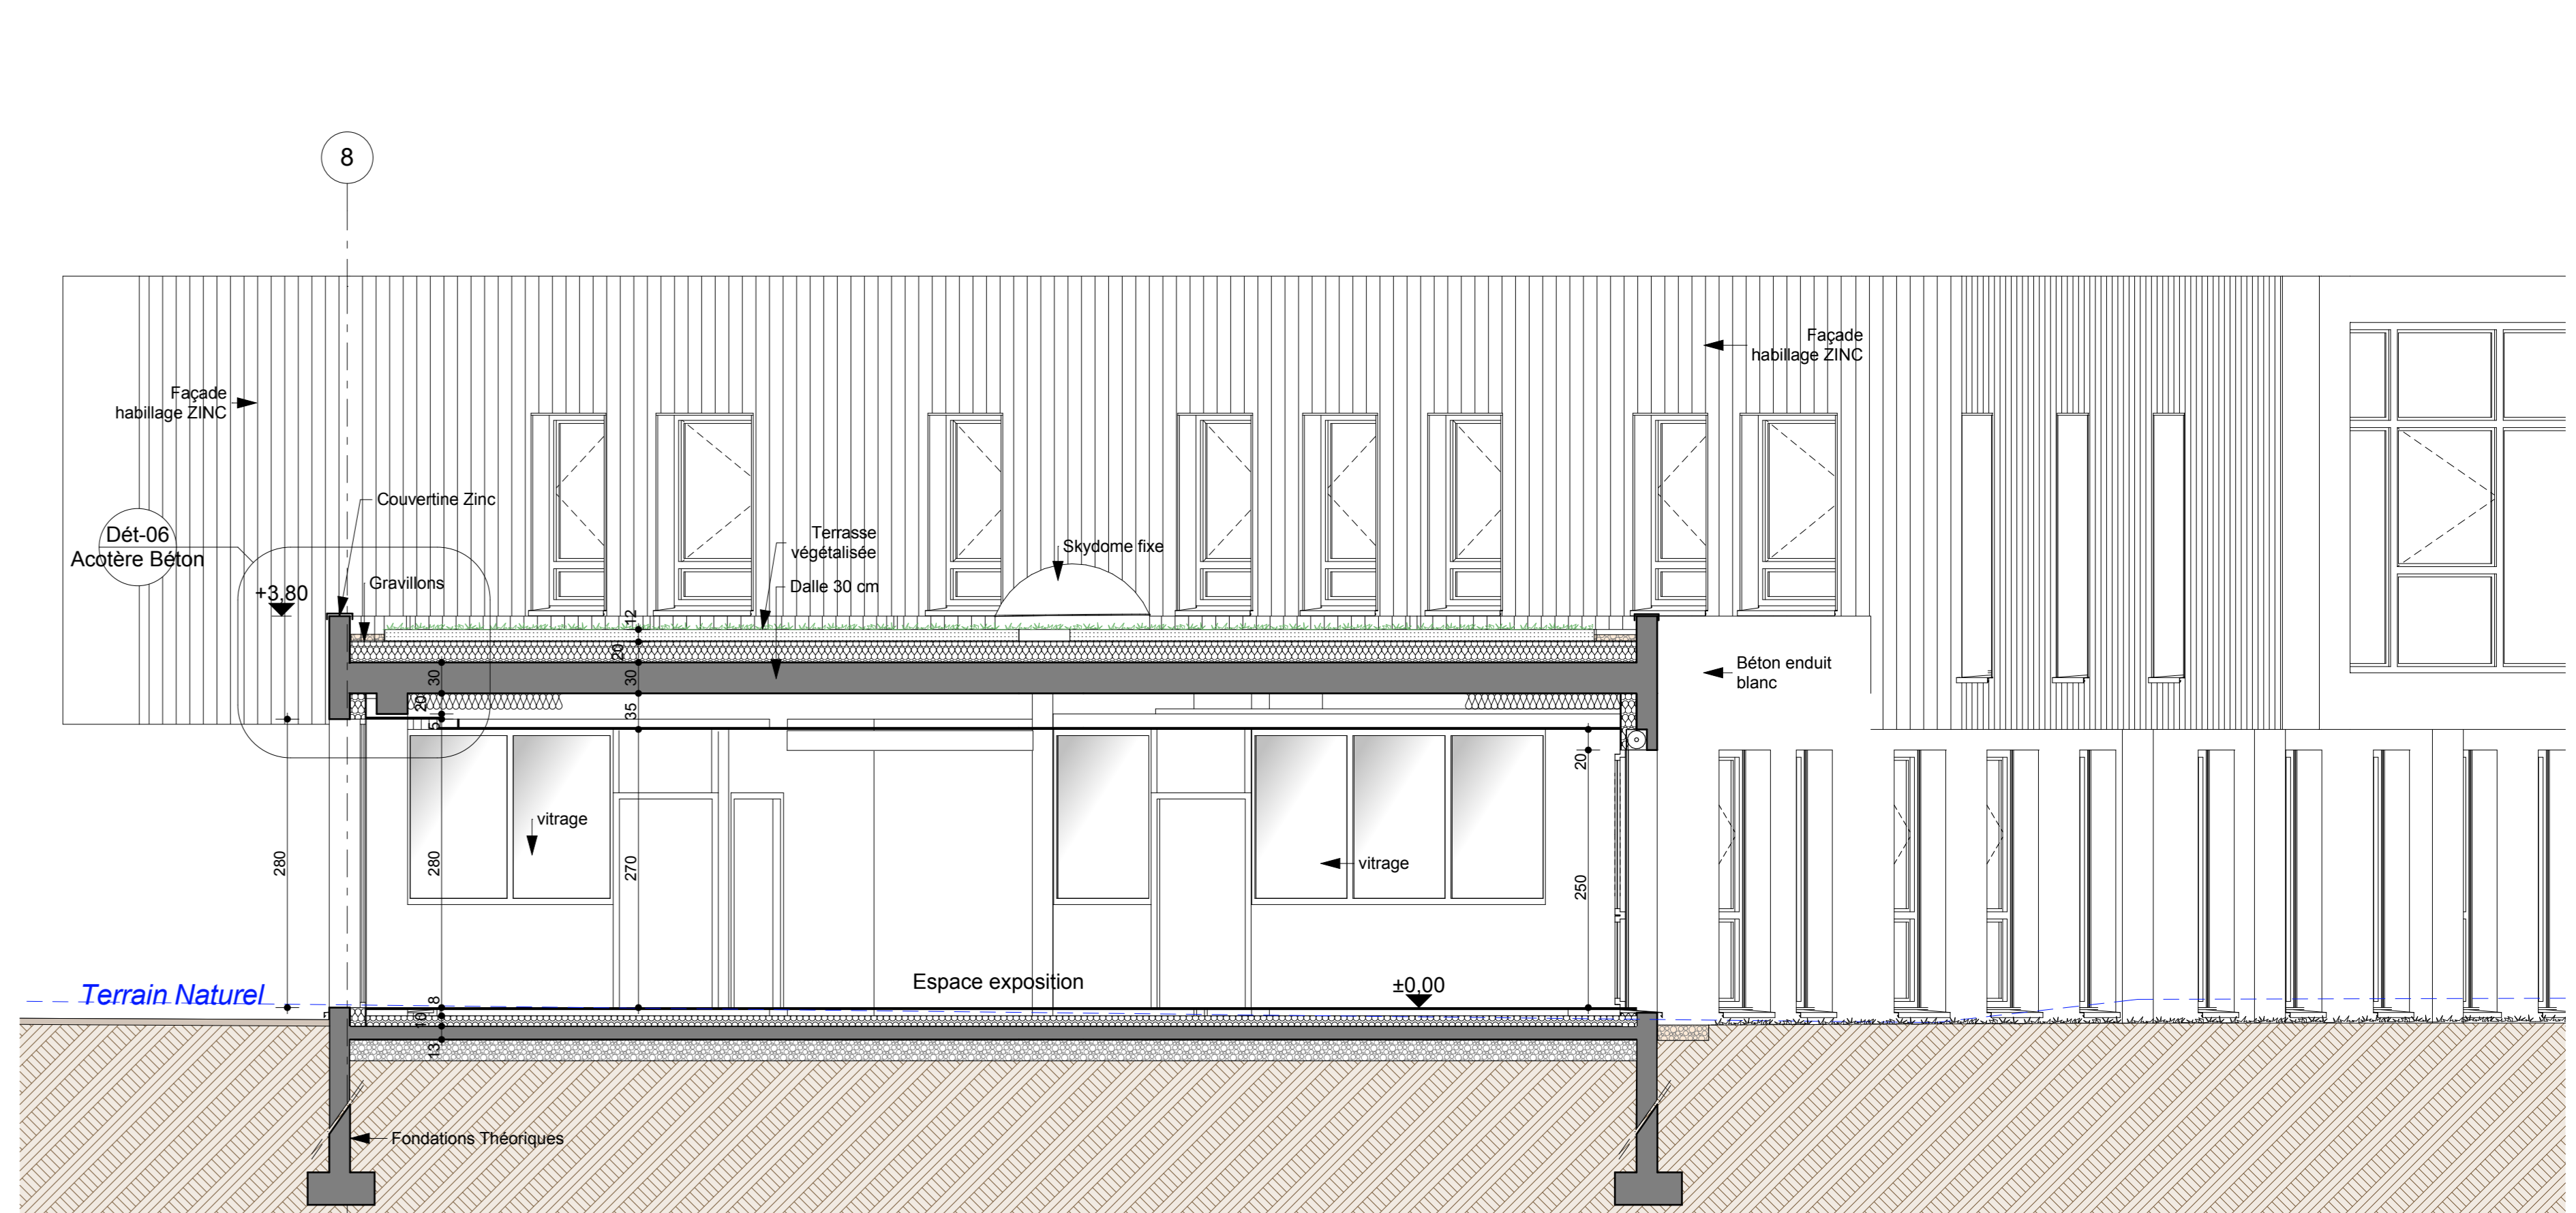 8
Façade
habillage ZINC
Façade
habillage ZINC
Couvertine Zinc
Dét-06
Acotère Béton
Terrasse
végétalisée
Skydome fixe
Gravillons
Dalle 30 cm
+3,80
12
20
30
30
Béton enduit
blanc
20
35
5
20
vitrage
vitrage
280
280
270
250
Espace exposition
±0,00
Terrain Naturel
8
10
13
Fondations Théoriques